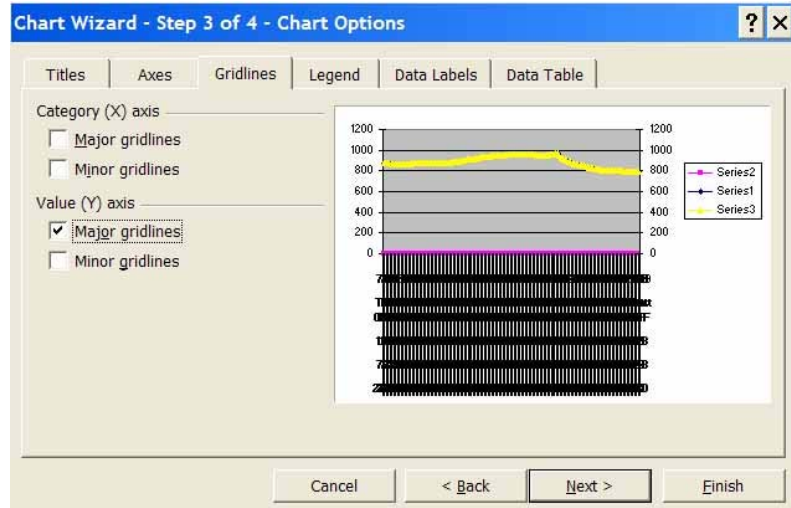 Chart Wizard - Step 3 of 4 - Chart Options
Titles
Axes
Gridlines
Legend
Data Labels
Data Table
Category (X) axis
Major gridlines
Minor gridlines
Value (Y) axis
Major gridlines
Minor gridlines
1200
1000
800
600
400
200
0
1200
1000
800
600
400
200
0
Series2
Series1
Series3
Cancel
< Back
Next >
Finish